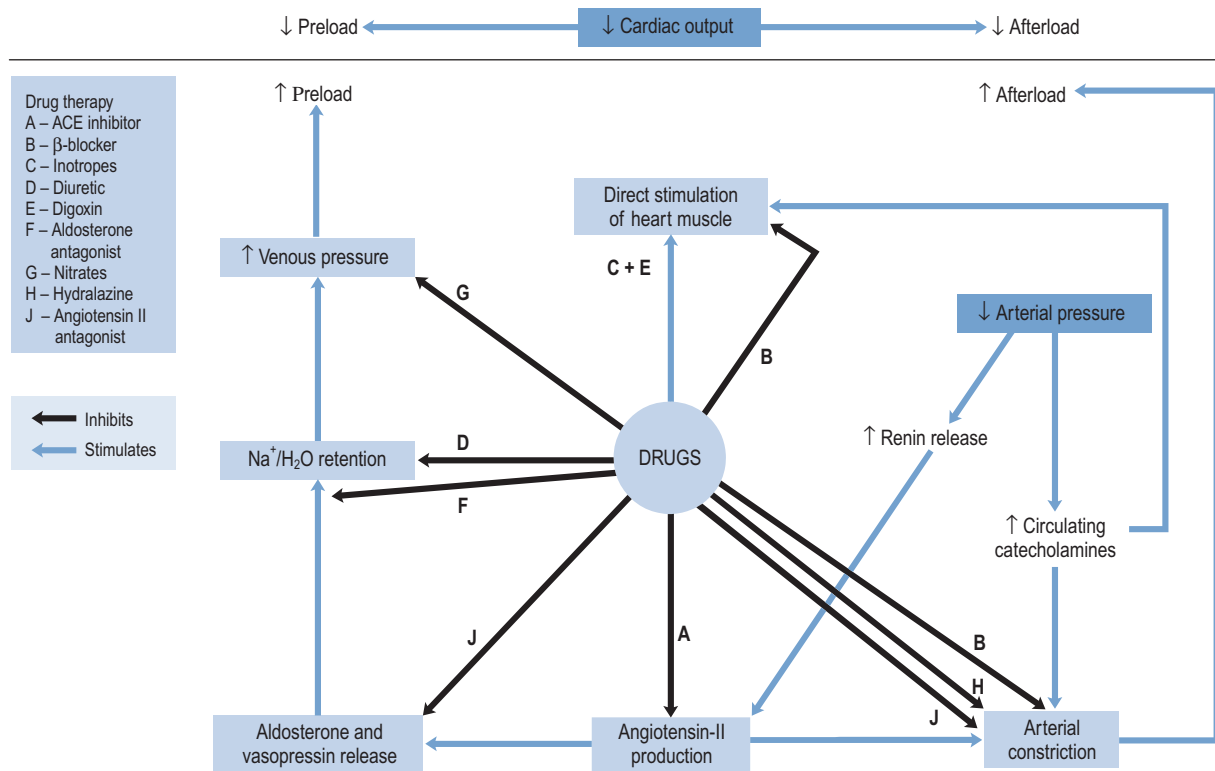 ↓ Preload
↓ Cardiac output
↓ Afterload
Drug therapy
A – ACE inhibitor
B – β-blocker
C – Inotropes
D – Diuretic
E – Digoxin
F – Aldosterone
antagonist
G – Nitrates
H – Hydralazine
J – Angiotensin II
antagonist
Inhibits
Stimulates
↑ Preload
↑ Afterload
Direct stimulation
of heart muscle
↑ Venous pressure
C + E
G
↓ Arterial pressure
B
↑ Renin release
D
Na⁺/H₂O retention
DRUGS
F
↑ Circulating
catecholamines
J
A
B
H
J
Aldosterone and
vasopressin release
Angiotensin-II
production
Arterial
constriction